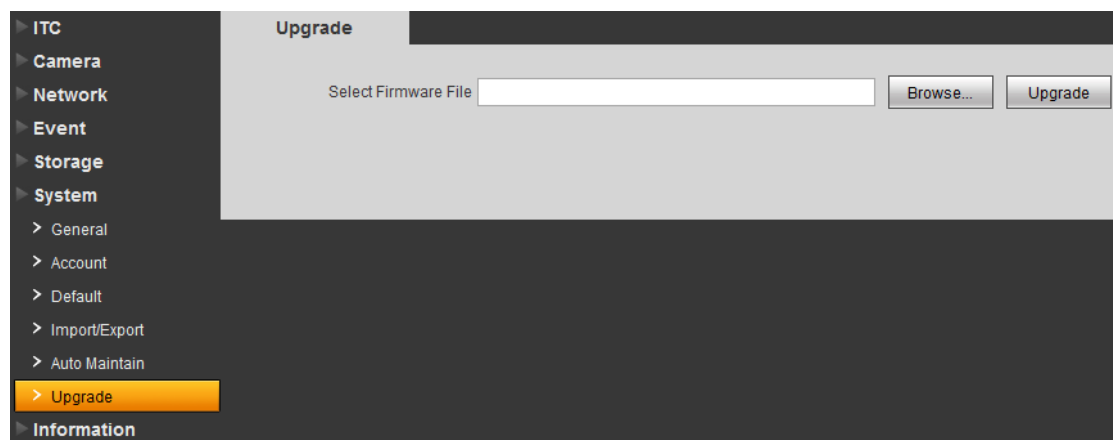 ITC
Camera
Network
Event
Storage
System
> General
> Account
> Default
> Import/Export
> Auto Maintain
> Upgrade
Information
Upgrade
Select Firmware File Browse... Upgrade